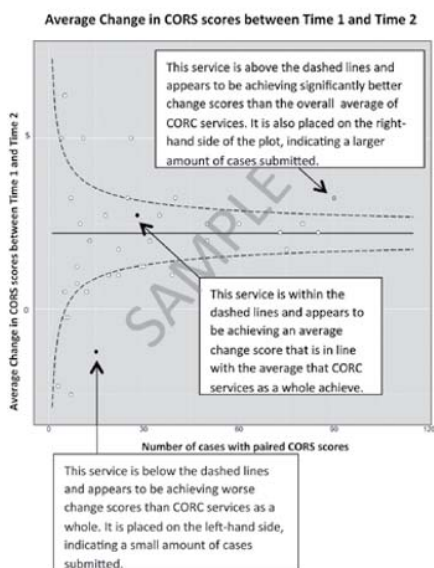 Average Change in CORS scores between Time 1 and Time 2
This service is above the dashed lines and
appears to be achieving significantly better
change scores than the overall average of
CORC services. It is also placed on the right-
hand side of the plot, indicating a larger
amount of cases submitted.
Average Change in CORS scores between Time 1 and Time 2
5
0
SAMPLE
This service is within the
dashed lines and appears to
be achieving an average
change score that is in line
with the average that CORC
services as a whole achieve.
0
30
60
90
120
Number of cases with paired CORS scores
This service is below the dashed lines
and appears to be achieving worse
change scores than CORC services as a
whole. It is placed on the left-hand side,
indicating a small amount of cases
submitted.